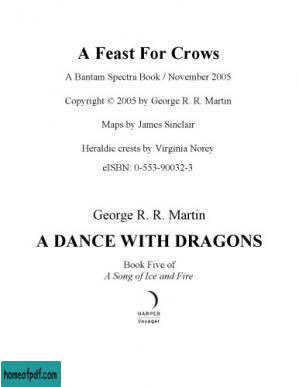 A Feast For Crows
A Bantam Spectra Book / November 2005
Copyright © 2005 by George R. R. Martin
Maps by James Sinclair
Heraldic crests by Virginia Norey
eISBN: 0-553-90032-3
George R. R. Martin
A DANCE WITH DRAGONS
Book Five of
A Song of Ice and Fire
HARPER
Voyager
homeofpdf.com